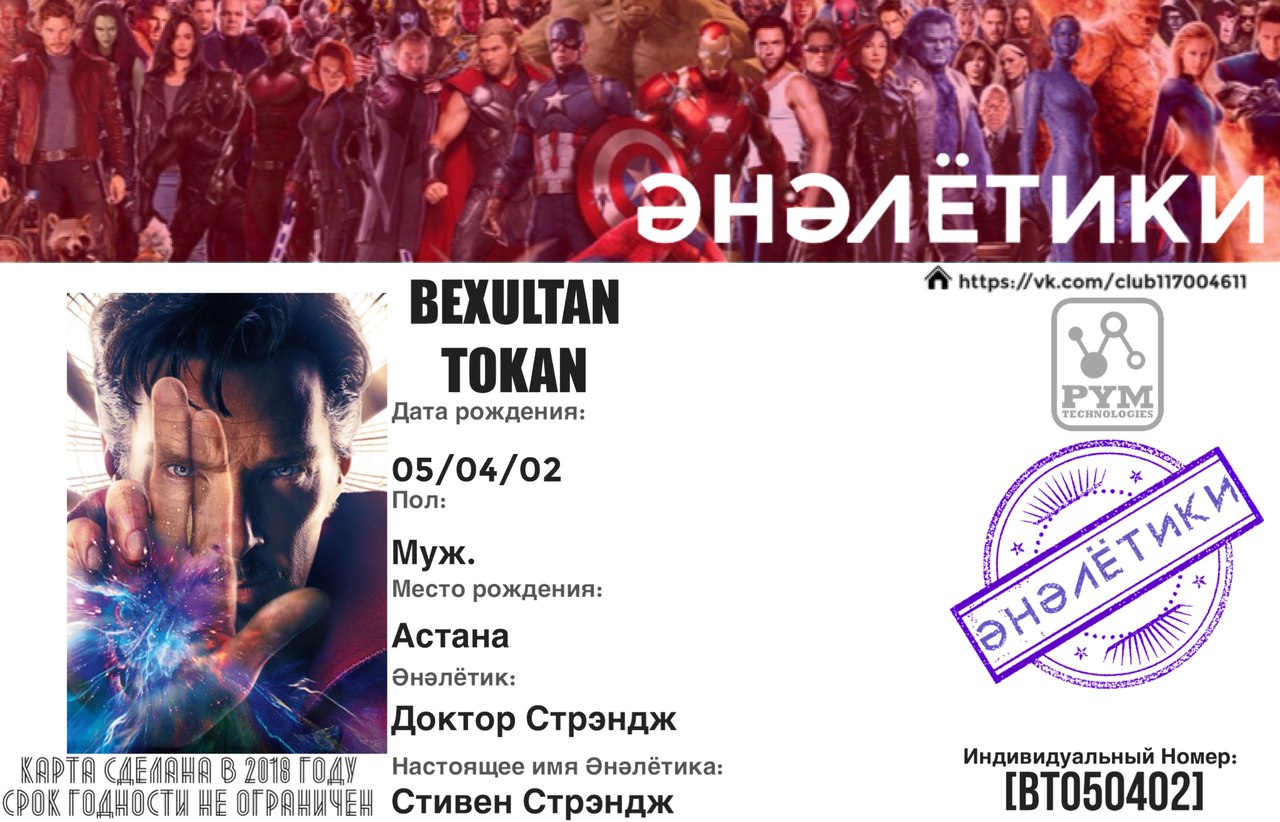 ӘНӘЛЁТИКИ
https://vk.com/club117004611
BEXULTAN
TOKAN
Дата рождения:
05/04/02
Пол:
Муж.
Место рождения:
Астана
Әнәлётик:
Доктор Стрэндж
Настоящее имя Әнәлётика:
Стивен Стрэндж
КАРТА СДЕЛАНА В 2018 ГОДУ
СРОК ГОДНОСТИ НЕ ОГРАНИЧЕН
PYM
TECHNOLOGIES
ӘНӘЛЁТИКИ
Индивидуальный Номер:
[BT050402]